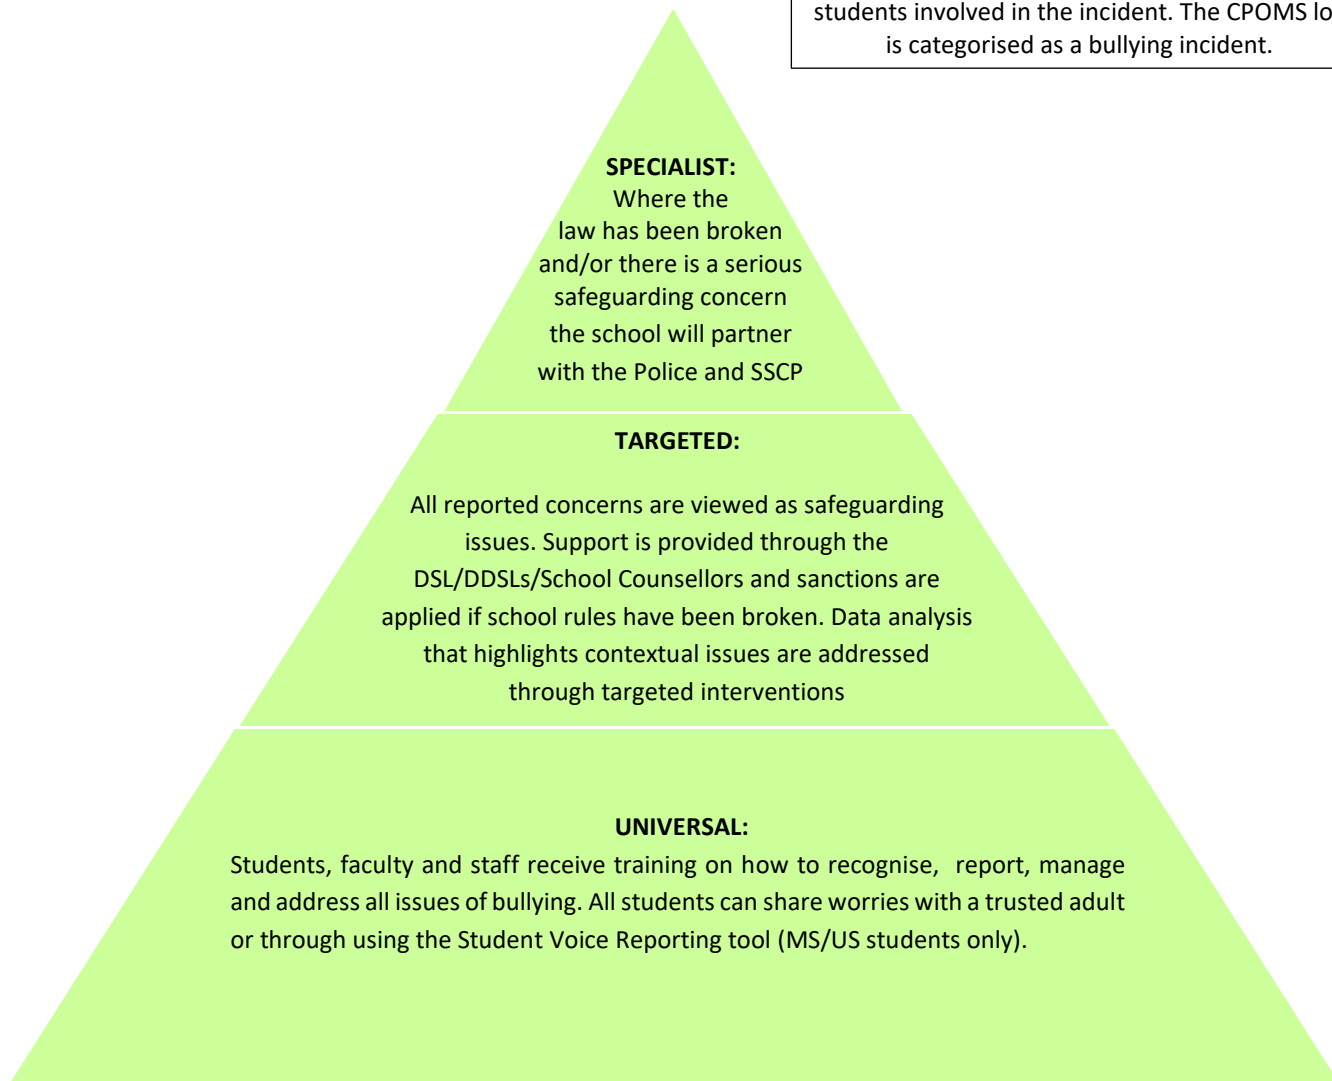 students involved in the incident. The CPOMS lo
is categorised as a bullying incident.
SPECIALIST:
Where the
law has been broken
and/or there is a serious
safeguarding concern
the school will partner
with the Police and SSCP
TARGETED:
All reported concerns are viewed as safeguarding
issues. Support is provided through the
DSL/DDSLs/School Counsellors and sanctions are
applied if school rules have been broken. Data analysis
that highlights contextual issues are addressed
through targeted interventions
UNIVERSAL:
Students, faculty and staff receive training on how to recognise, report, manage
and address all issues of bullying. All students can share worries with a trusted adult
or through using the Student Voice Reporting tool (MS/US students only).